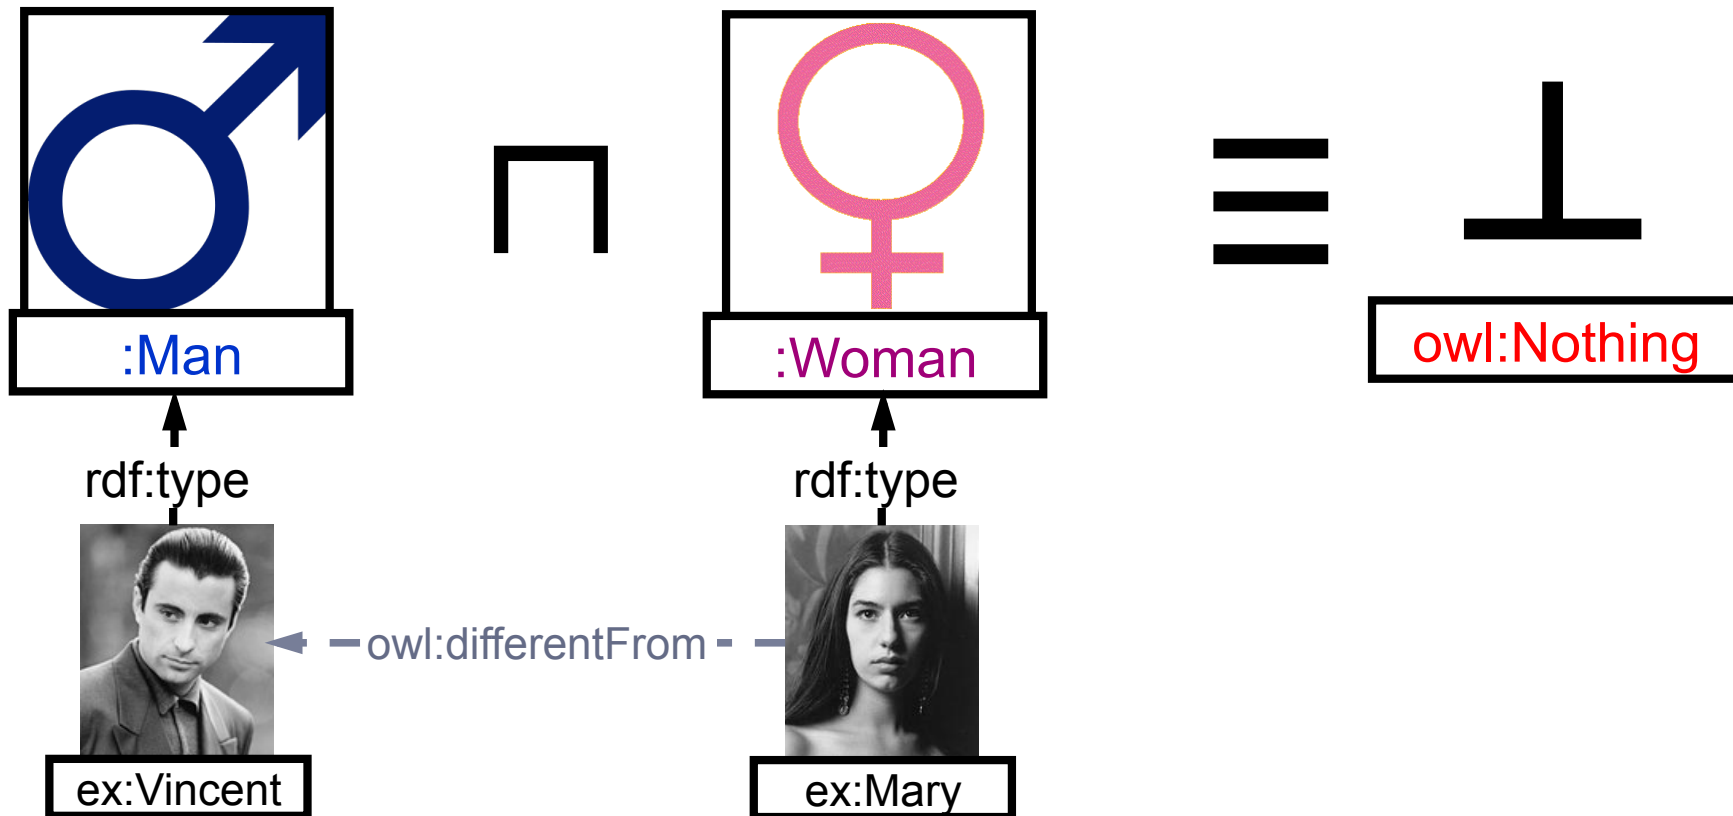 ⊓
≡
⊥
:Man
:Woman
owl:Nothing
rdf:type
rdf:type
owl:differentFrom
ex:Vincent
ex:Mary